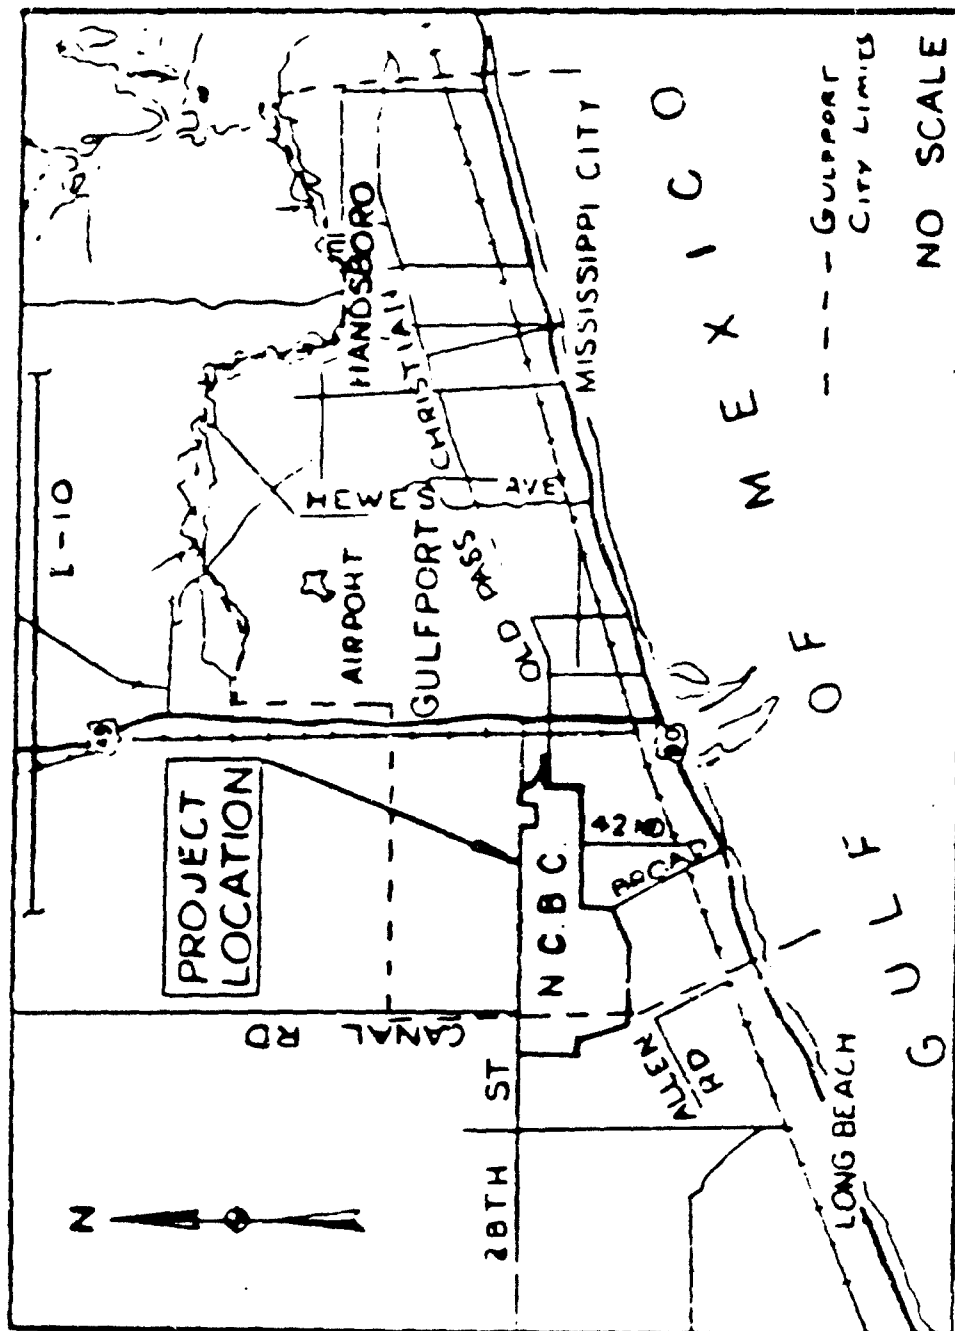 N
I-10
PROJECT
LOCATION
49
AIRPORT
HANDSBORO
HEWES AVE
GULFPORT
CHRISTIAN
OLD PASS
CANAL RD
28TH ST
N C B C
42ND
BROAD
90
ALLEN
RD
LONG BEACH
MISSISSIPPI CITY
GULF OF MEXICO
--- GULFPORT
CITY LIMITS
NO SCALE